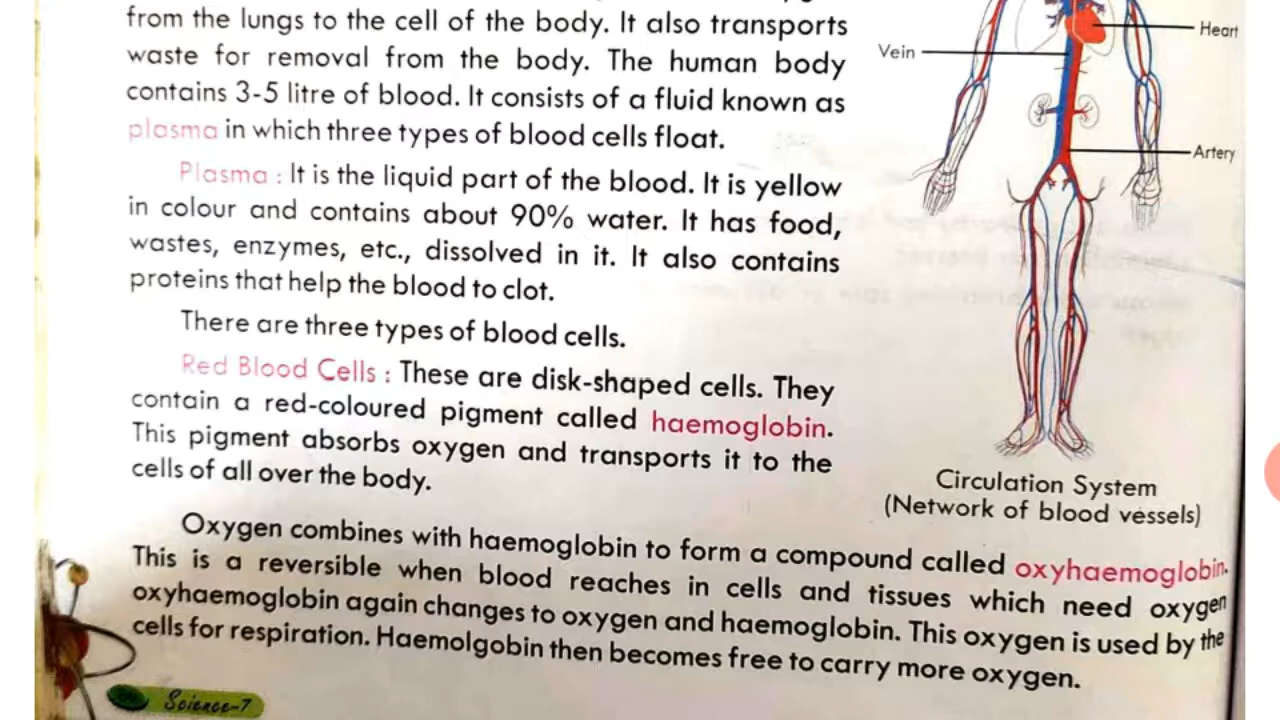 from the lungs to the cell of the body. It also transports
waste for removal from the body. The human body
contains 3-5 litre of blood. It consists of a fluid known as
plasma in which three types of blood cells float.
Plasma : It is the liquid part of the blood. It is yellow
in colour and contains about 90% water. It has food,
wastes, enzymes, etc., dissolved in it. It also contains
proteins that help the blood to clot.
There are three types of blood cells.
Red Blood Cells : These are disk-shaped cells. They
contain a red-coloured pigment called haemoglobin.
This pigment absorbs oxygen and transports it to the
cells of all over the body.
Heart
Vein
Artery
Circulation System
(Network of blood vessels)
Oxygen combines with haemoglobin to form a compound called oxyhaemoglobin.
This is a reversible when blood reaches in cells and tissues which need oxygen
oxyhaemoglobin again changes to oxygen and haemoglobin. This oxygen is used by the
cells for respiration. Haemolgobin then becomes free to carry more oxygen.
Science-7